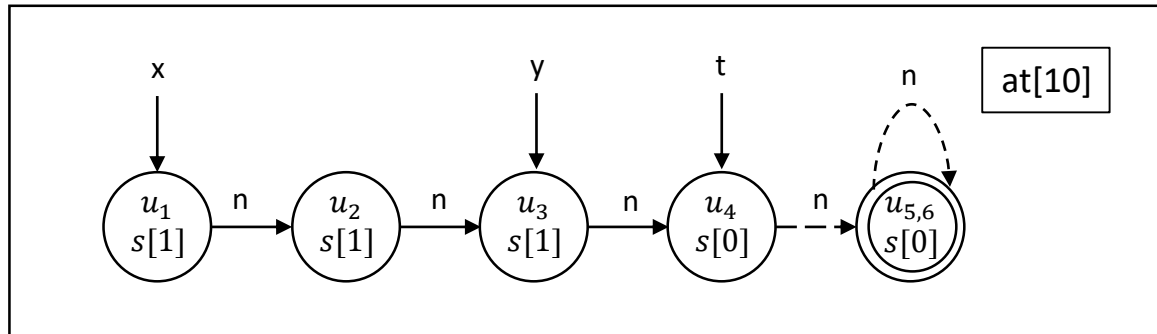 x
y
t
n
at[10]
n
n
n
n
u₁
u₂
u₃
u₄
u₅,₆
s[1]
s[1]
s[1]
s[0]
s[0]